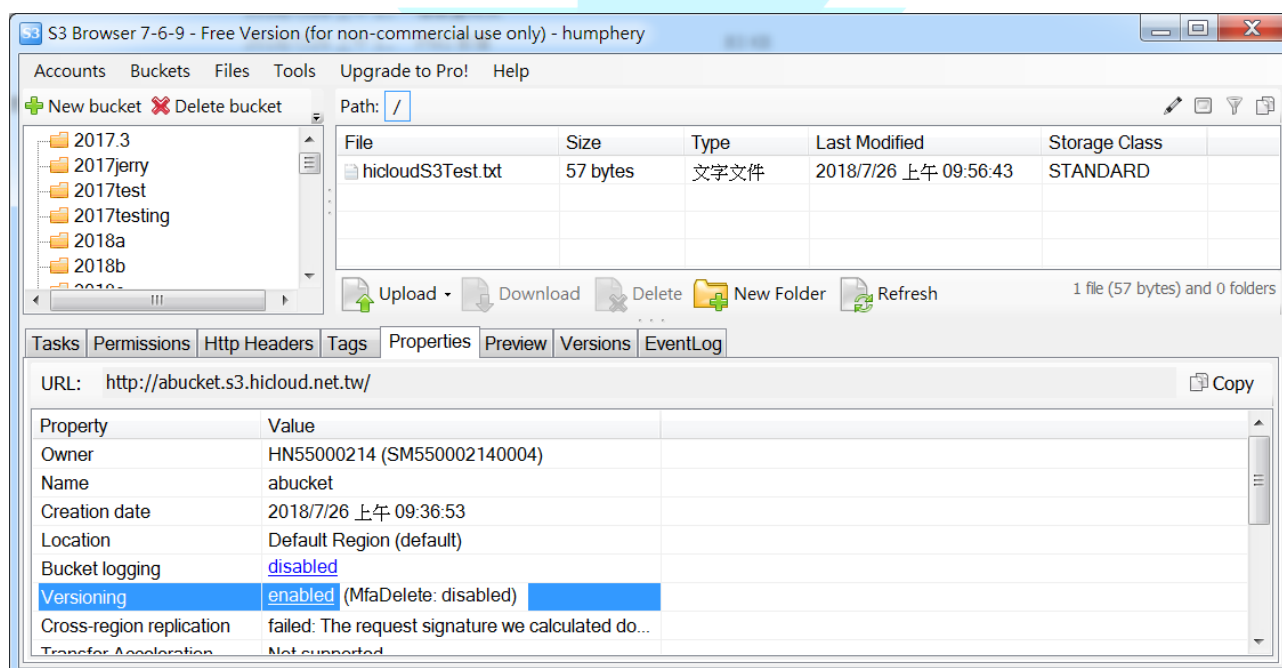 S3 Browser 7-6-9 - Free Version (for non-commercial use only) - humphery
Accounts Buckets Files Tools Upgrade to Pro! Help
New bucket Delete bucket
Path: /
2017.3
2017jerry
2017test
2017testing
2018a
2018b
File Size Type Last Modified Storage Class
hicloudS3Test.txt 57 bytes 文字文件 2018/7/26 上午 09:56:43 STANDARD
Upload Download Delete New Folder Refresh 1 file (57 bytes) and 0 folders
Tasks Permissions Http Headers Tags Properties Preview Versions EventLog
URL: http://abucket.s3.hicloud.net.tw/ Copy
Property Value
Owner HN55000214 (SM550002140004)
Name abucket
Creation date 2018/7/26 上午 09:36:53
Location Default Region (default)
Bucket logging disabled
Versioning enabled (MfaDelete: disabled)
Cross-region replication failed: The request signature we calculated do...
Transfer Acceleration Not supported